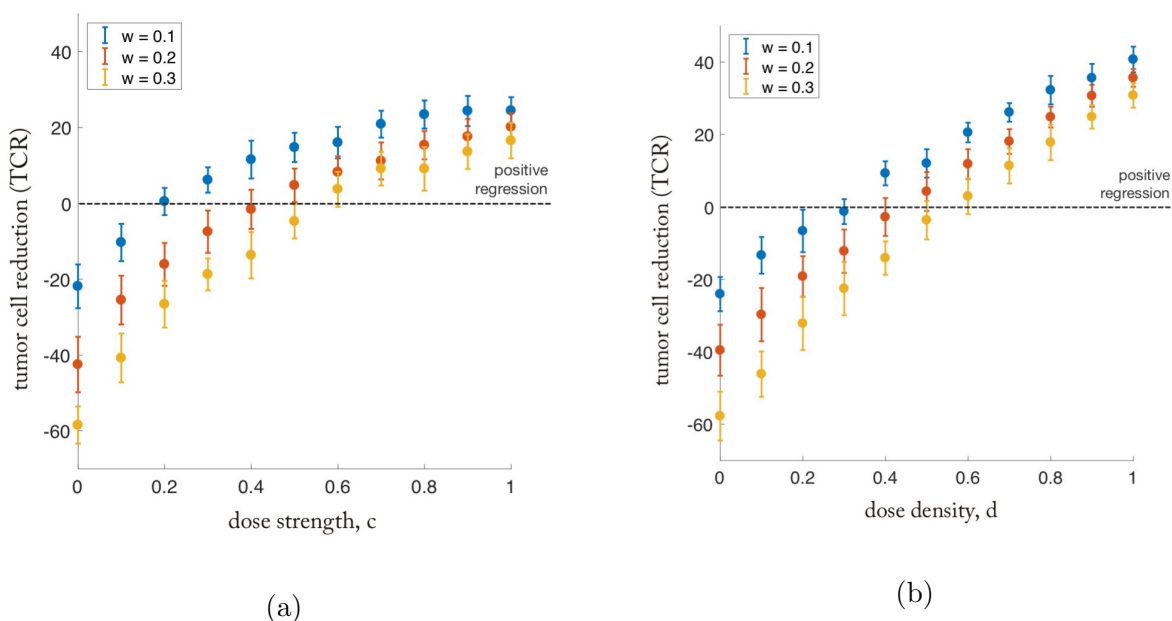 w = 0.1
w = 0.2
w = 0.3
40
20
0
-20
-40
-60
tumor cell reduction (TCR)
positive
regression
0
0.2
0.4
0.6
0.8
1
dose strength, c
(a)
w = 0.1
w = 0.2
w = 0.3
40
20
0
-20
-40
-60
tumor cell reduction (TCR)
positive
regression
0
0.2
0.4
0.6
0.8
1
dose density, d
(b)